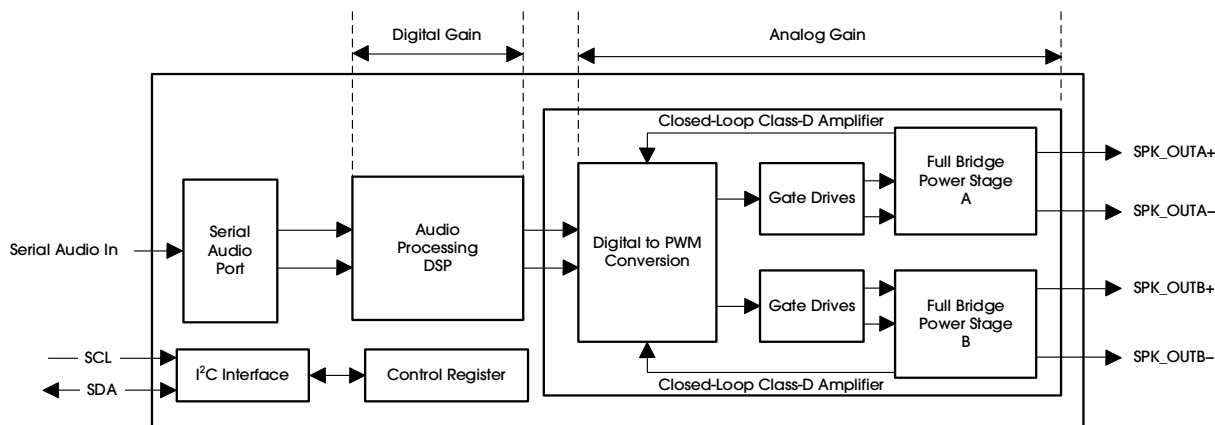 Digital Gain
Analog Gain
Closed-Loop Class-D Amplifier
Serial Audio In
Serial
Audio
Port
Audio
Processing
DSP
Digital to PWM
Conversion
Gate Drives
Full Bridge
Power Stage
A
SPK_OUTA+
SPK_OUTA−
Gate Drives
Full Bridge
Power Stage
B
SPK_OUTB+
SPK_OUTB−
SCL
SDA
I²C Interface
Control Register
Closed-Loop Class-D Amplifier